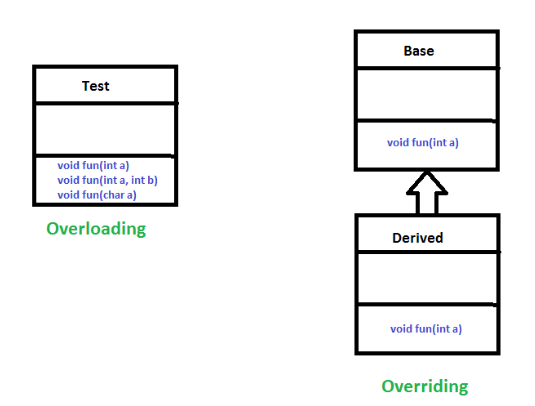 Test
void fun(int a)
void fun(int a, int b)
void fun(char a)
Overloading
Base
void fun(int a)
Derived
void fun(int a)
Overriding